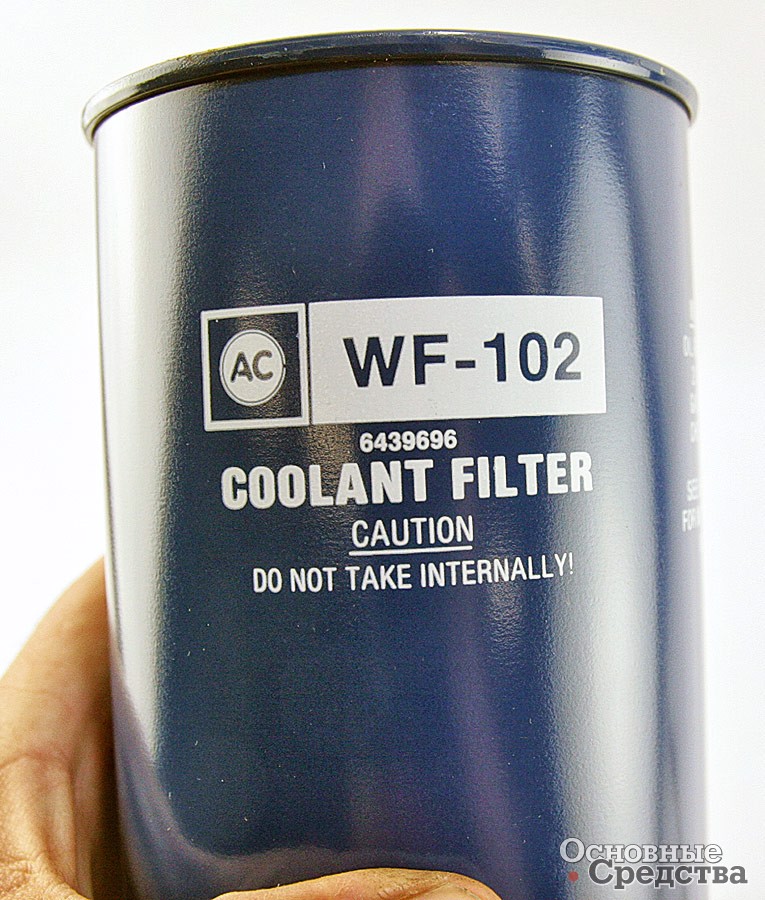 AC WF-102
6439696
COOLANT FILTER
CAUTION
DO NOT TAKE INTERNALLY!
Основные
Средства